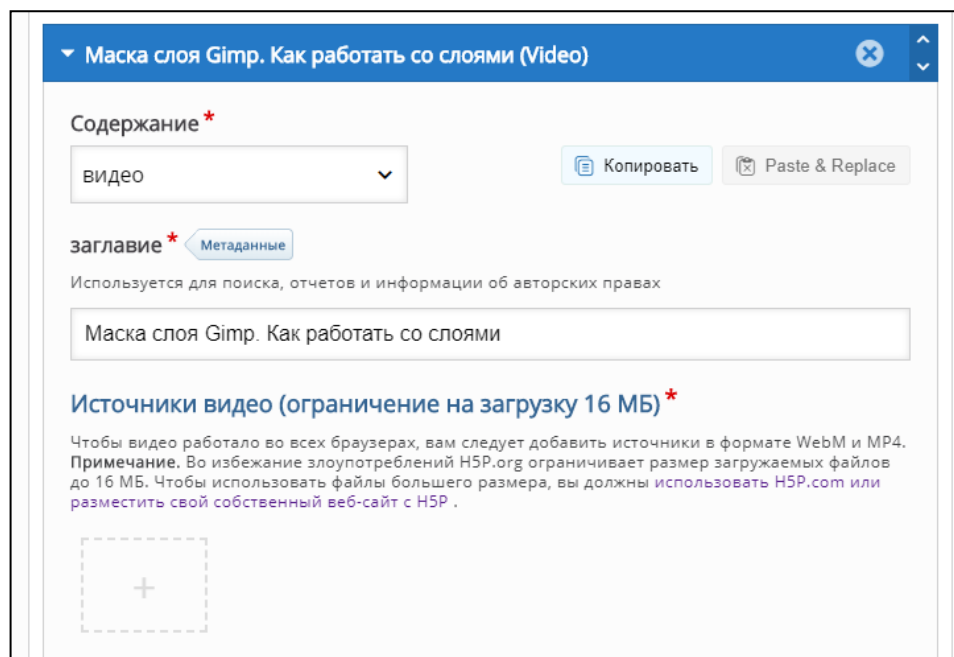 Маска слоя Gimp. Как работать со слоями (Video)
Содержание *
видео
Копировать
Paste & Replace
заглавие * Метаданные
Используется для поиска, отчетов и информации об авторских правах
Маска слоя Gimp. Как работать со слоями
Источники видео (ограничение на загрузку 16 МБ) *
Чтобы видео работало во всех браузерах, вам следует добавить источники в формате WebM и MP4.
Примечание. Во избежание злоупотреблений H5P.org ограничивает размер загружаемых файлов
до 16 МБ. Чтобы использовать файлы большего размера, вы должны использовать H5P.com или
разместить свой собственный веб-сайт с H5P .